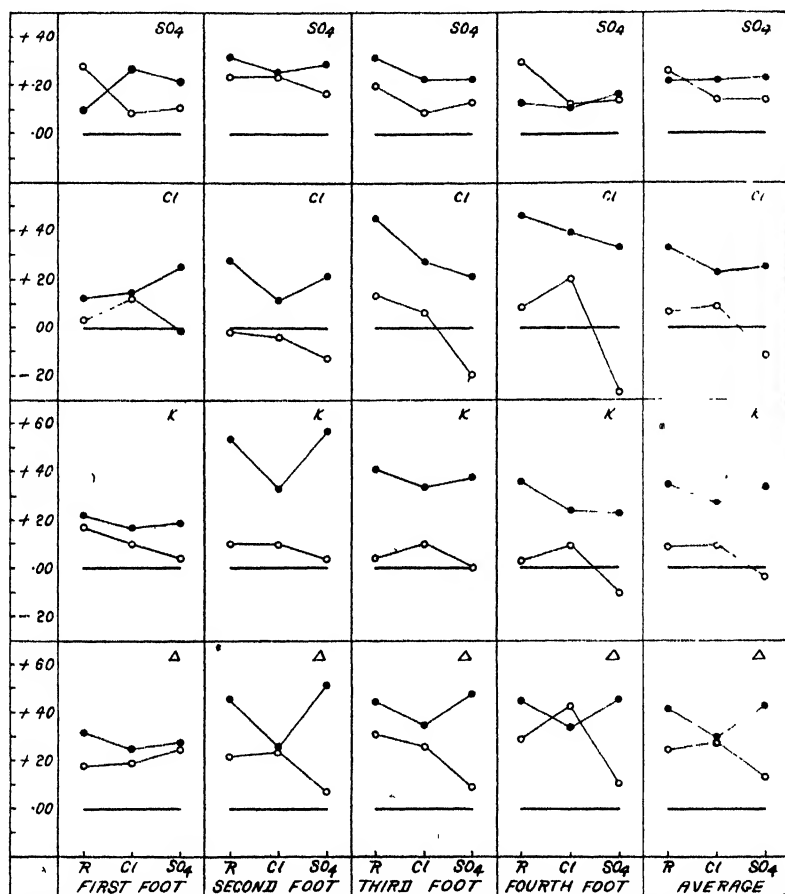 SO4 SO4 SO4 SO4 SO4
+ 40
+ 20
.00
Cl Cl Cl Cl Cl
+ 40
+ 20
.00
- 20
K K K K K
+ 60
+ 40
+ 20
.00
- 20
Δ Δ Δ Δ Δ
+ 60
+ 40
+ 20
.00
R Cl SO4 R Cl SO4 R Cl SO4 R Cl SO4 R Cl SO4
FIRST FOOT SECOND FOOT THIRD FOOT FOURTH FOOT AVERAGE